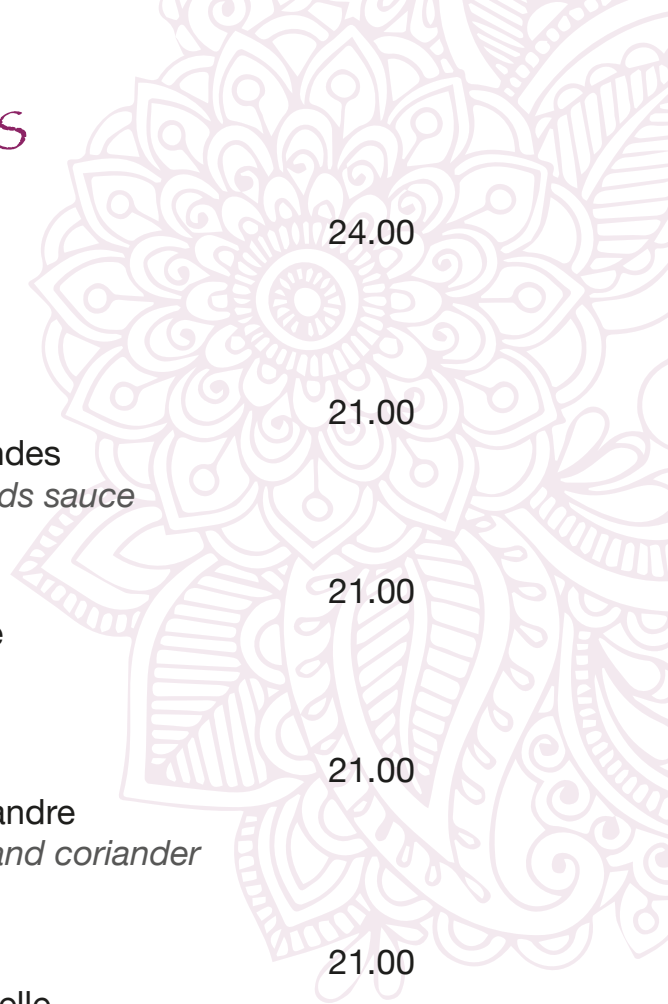 s
24.00
21.00
ndes
ds sauce
21.00
e
21.00
andre
and coriander
21.00
elle